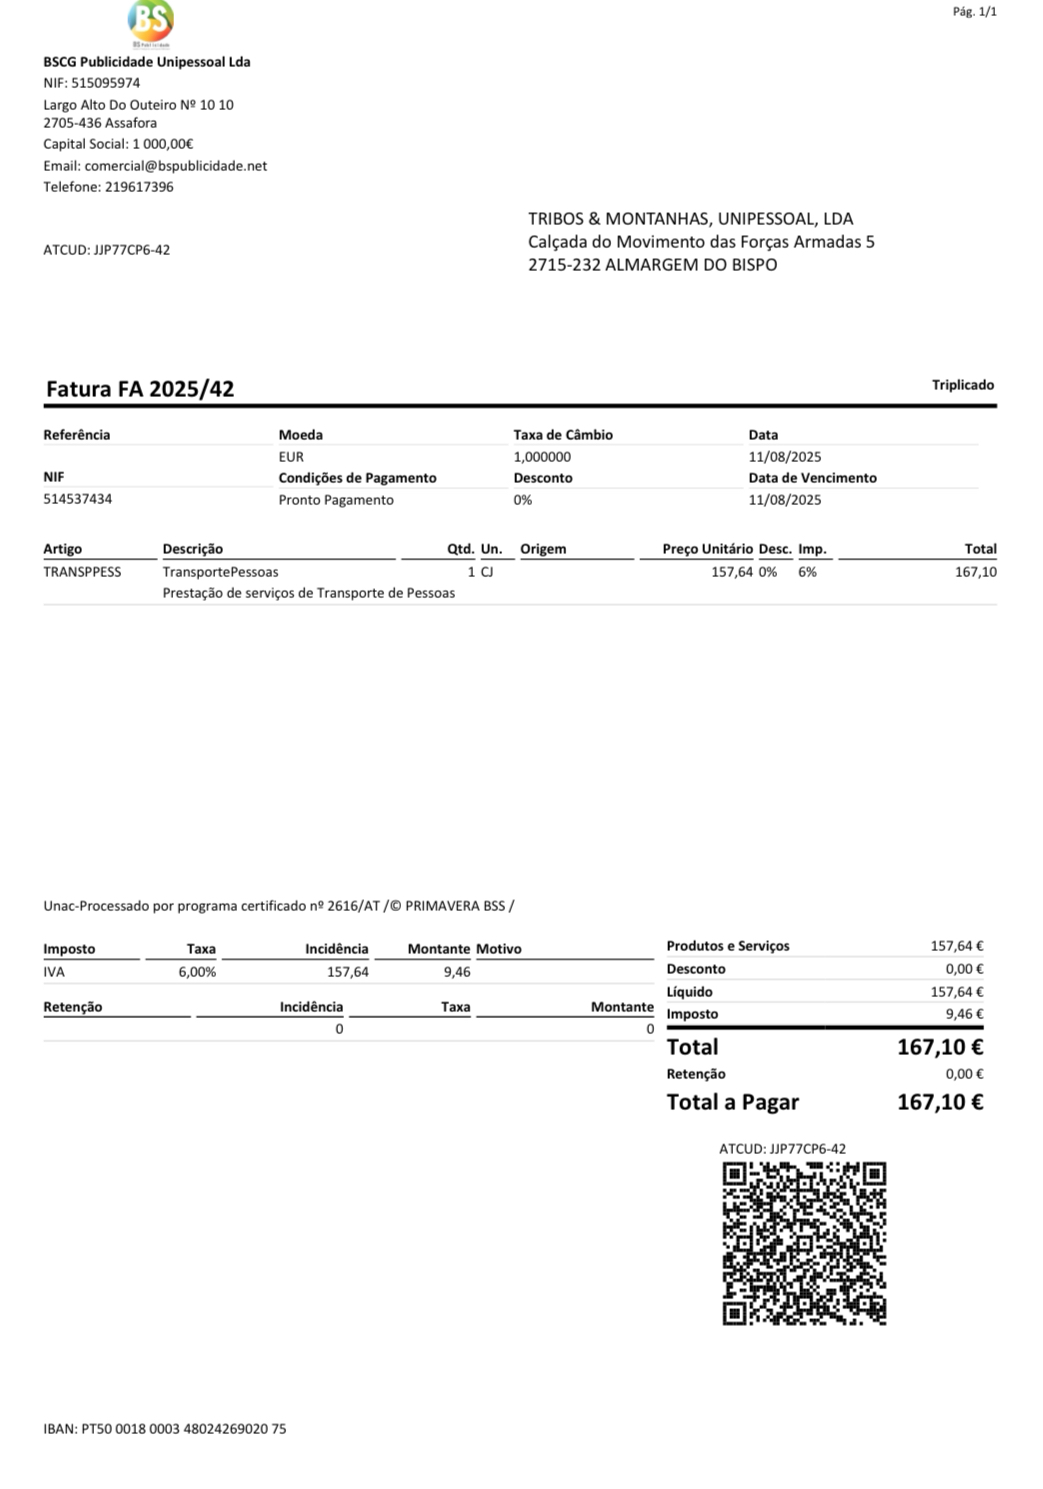 Pág. 1/1
BS
BSCG Publicidade Unipessoal Lda
NIF: 515095974
Largo Alto Do Outeiro Nº 10 10
2705-436 Assafora
Capital Social: 1 000,00€
Email: comercial@bspublicidade.net
Telefone: 219617396
ATCUD: JJP77CP6-42
TRIBOS & MONTANHAS, UNIPESSOAL, LDA
Calçada do Movimento das Forças Armadas 5
2715-232 ALMARGEM DO BISPO
Fatura FA 2025/42 Triplicado
Referência Moeda Taxa de Câmbio Data
EUR 1,000000 11/08/2025
NIF Condições de Pagamento Desconto Data de Vencimento
514537434 Pronto Pagamento 0% 11/08/2025
Artigo Descrição Qtd. Un. Origem Preço Unitário Desc. Imp. Total
TRANSPPESS TransportePessoas 1 CJ 157,64 0% 6% 167,10
Prestação de serviços de Transporte de Pessoas
Unac-Processado por programa certificado nº 2616/AT /© PRIMAVERA BSS /
Imposto Taxa Incidência Montante Motivo
IVA 6,00% 157,64 9,46
Retenção Incidência Taxa Montante
0 0
Produtos e Serviços 157,64 €
Desconto 0,00 €
Líquido 157,64 €
Imposto 9,46 €
Total 167,10 €
Retenção 0,00 €
Total a Pagar 167,10 €
ATCUD: JJP77CP6-42
IBAN: PT50 0018 0003 48024269020 75